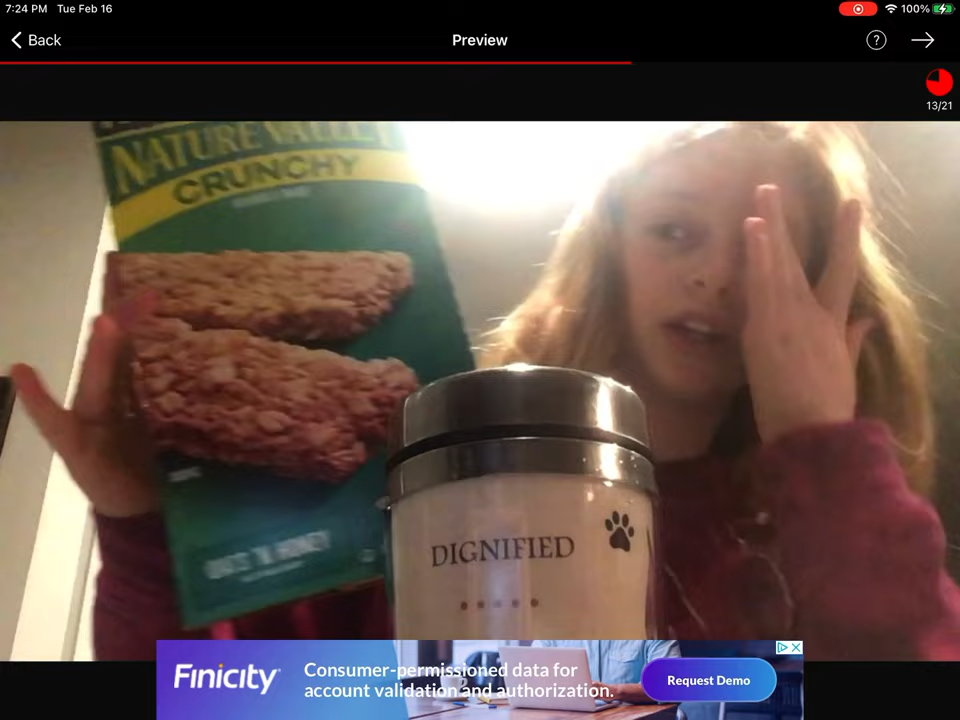 7:24 PM Tue Feb 16
100%
Back
Preview
?
13/21
NATURE VALLEY
CRUNCHY
OATS 'N HONEY
DIGNIFIED
Finicity
Consumer-permissioned data for
account validation and authorization.
Request Demo